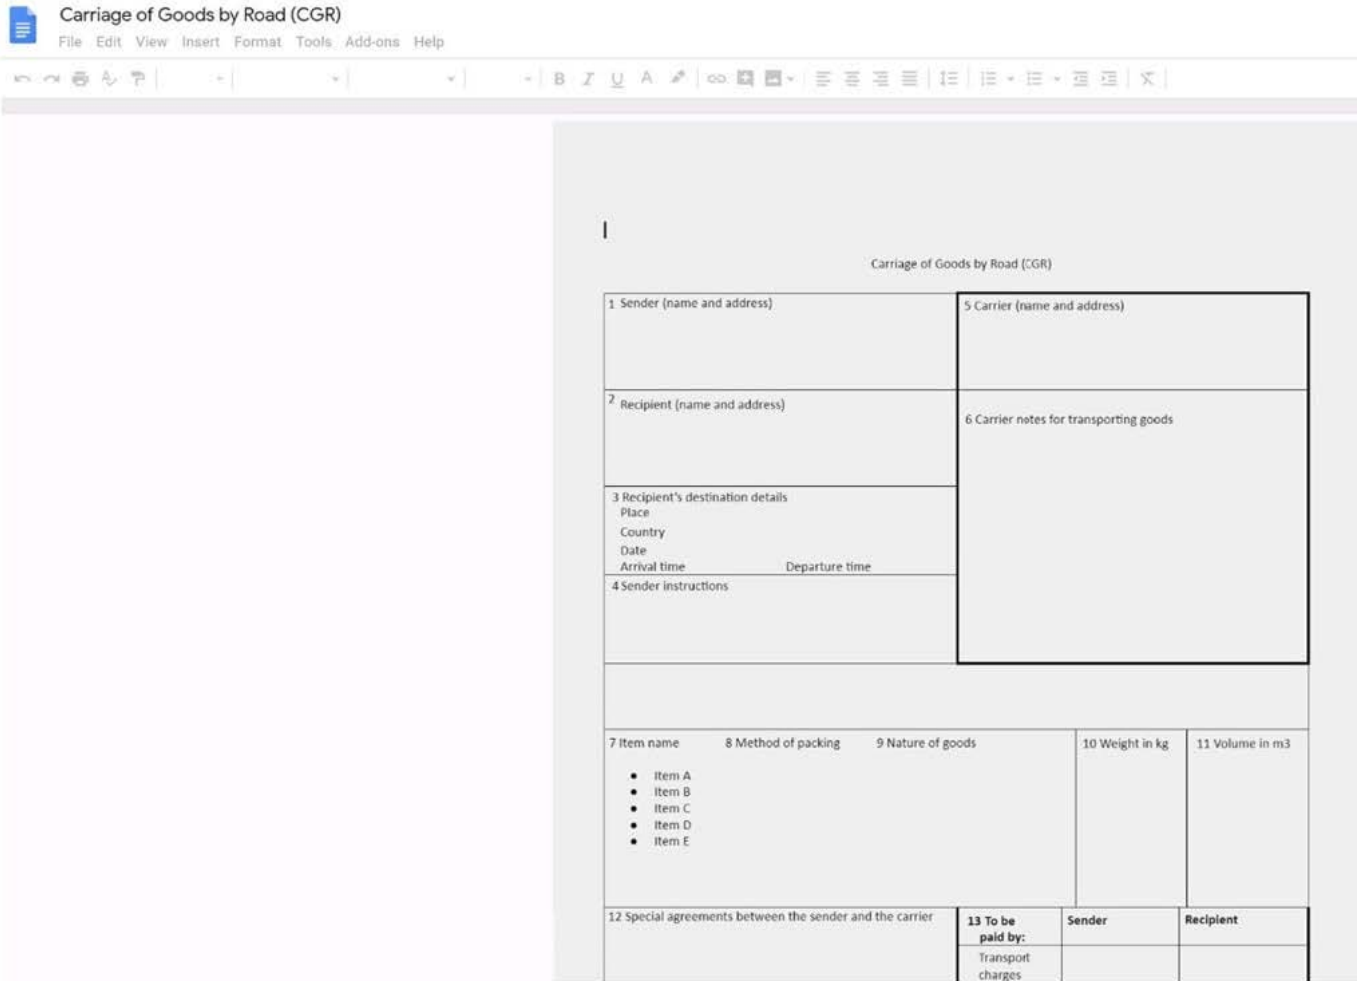 Carriage of Goods by Road (CGR)
File Edit View Insert Format Tools Add-ons Help
B I U A
Carriage of Goods by Road (CGR)
1 Sender (name and address)
5 Carrier (name and address)
2 Recipient (name and address)
6 Carrier notes for transporting goods
3 Recipient's destination details
Place
Country
Date
Arrival time Departure time
4 Sender instructions
7 Item name 8 Method of packing 9 Nature of goods 10 Weight in kg 11 Volume in m3
• Item A
• Item B
• Item C
• Item D
• Item E
12 Special agreements between the sender and the carrier
13 To be
paid by:
Sender
Recipient
Transport
charges